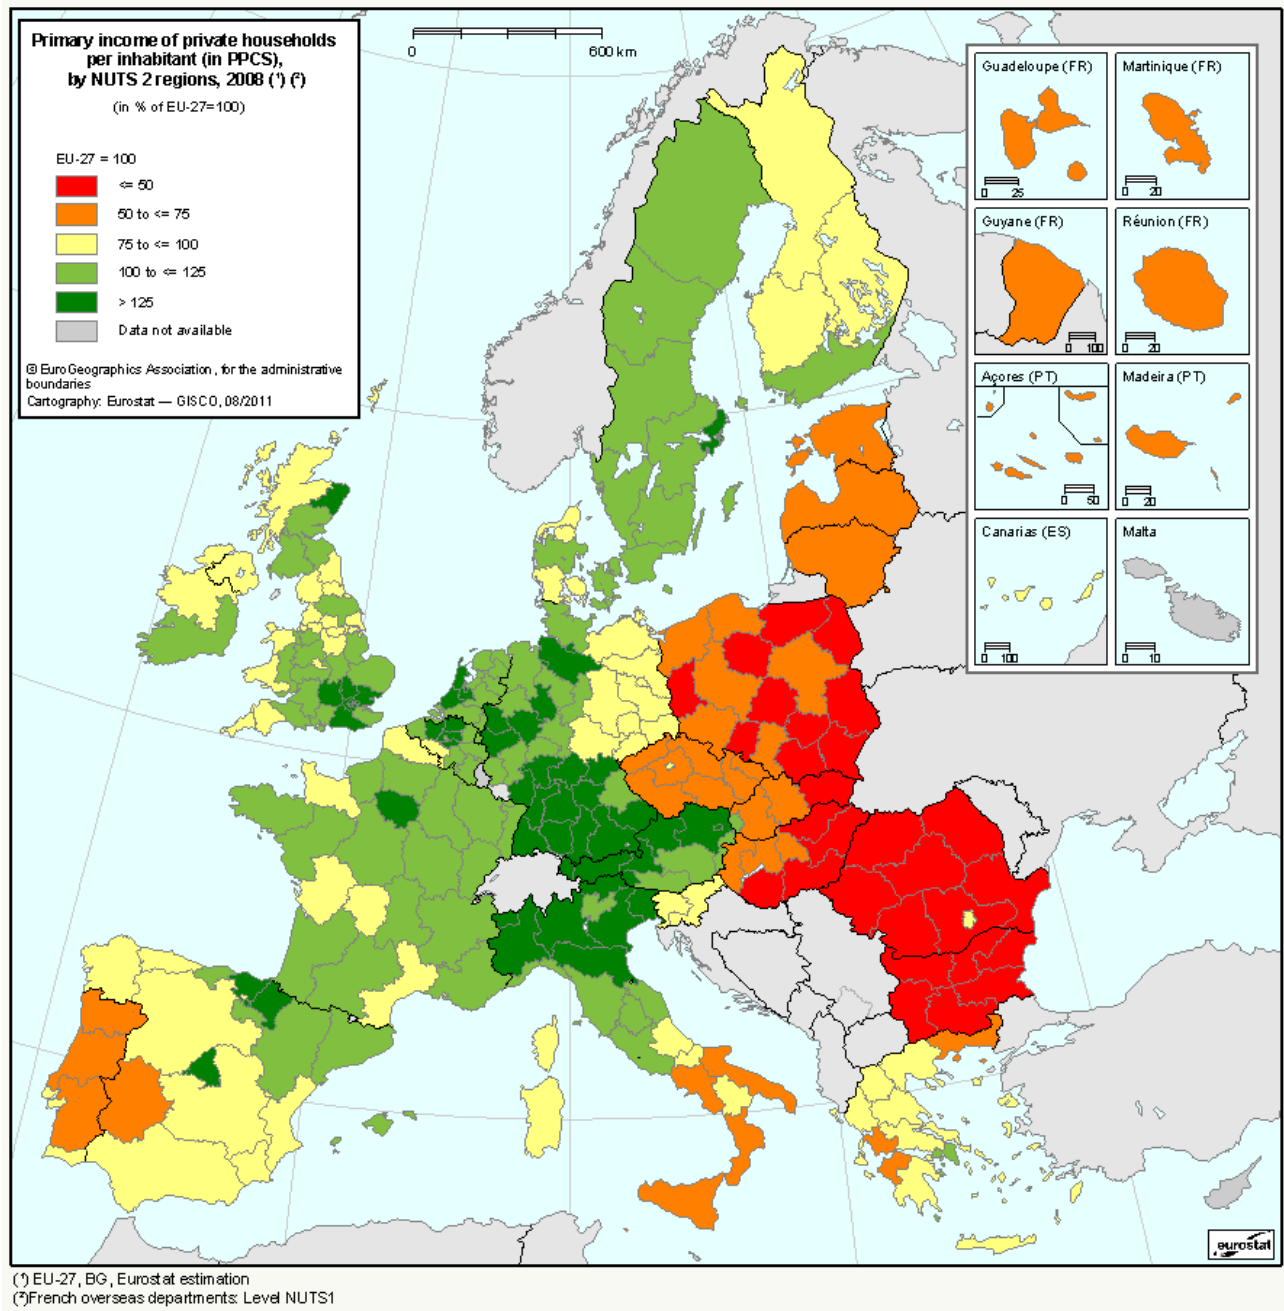 Primary income of private households
per inhabitant (in PPCS),
by NUTS 2 regions, 2008 (¹) (²)
(in % of EU-27=100)
EU-27 = 100
<= 50
50 to <= 75
75 to <= 100
100 to <= 125
> 125
Data not available
© EuroGeographics Association, for the administrative
boundaries
Cartography: Eurostat — GISCO, 08/2011
0 600 km
Guadeloupe (FR)
0 25
Martinique (FR)
0 20
Guyane (FR)
0 100
Réunion (FR)
0 20
Açores (PT)
0 50
Madeira (PT)
0 20
Canarias (ES)
0 100
Malta
0 10
eurostat
(¹) EU-27, BG, Eurostat estimation
(²)French overseas departments: Level NUTS1